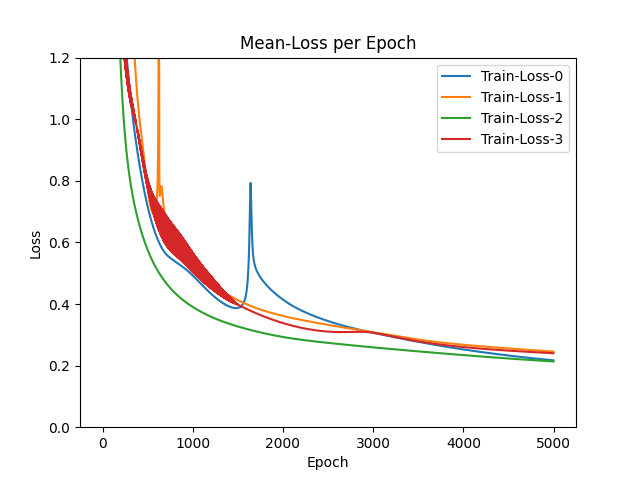 Mean-Loss per Epoch
1.2
1.0
0.8
0.6
0.4
0.2
0.0
Loss
Train-Loss-0
Train-Loss-1
Train-Loss-2
Train-Loss-3
0 1000 2000 3000 4000 5000
Epoch